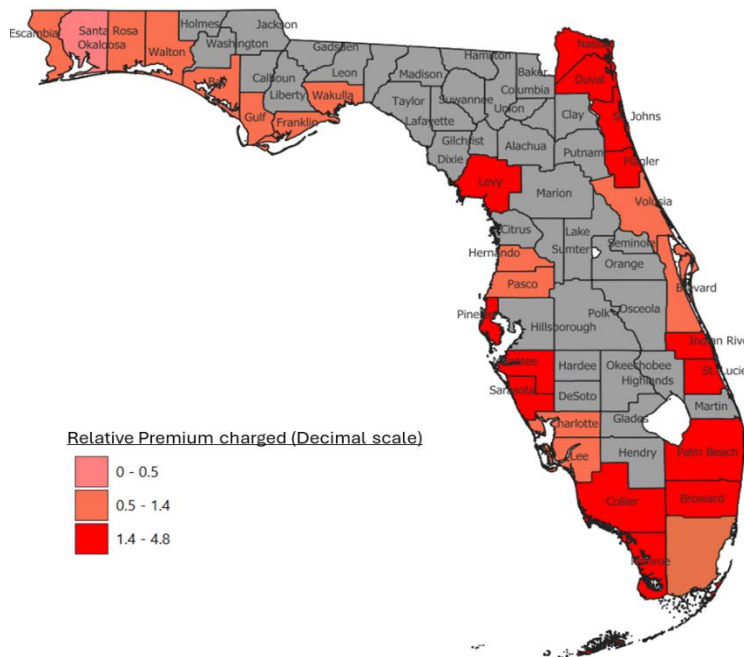 Jackson
Holmes
Escambia
Santa
Rosa
Okaloosa
Walton
Washington
Bay
Calhoun
Gadsden
Leon
Liberty
Wakulla
Gulf
Franklin
Madison
Hamilton
Taylor
Suwannee
Lafayette
Columbia
Baker
Union
Nassau
Duval
Clay
St. Johns
Gilchrist
Dixie
Alachua
Putnam
Flagler
Levy
Marion
Volusia
Citrus
Lake
Sumter
Seminole
Hernando
Orange
Pasco
Brevard
Osceola
Polk
Pinellas
Hillsborough
Indian River
Manatee
Hardee
Okeechobee
Highlands
St. Lucie
Sarasota
DeSoto
Martin
Charlotte
Glades
Relative Premium charged (Decimal scale)
Lee
Hendry
Palm Beach
0 - 0.5
0.5 - 1.4
1.4 - 4.8
Collier
Broward
Monroe